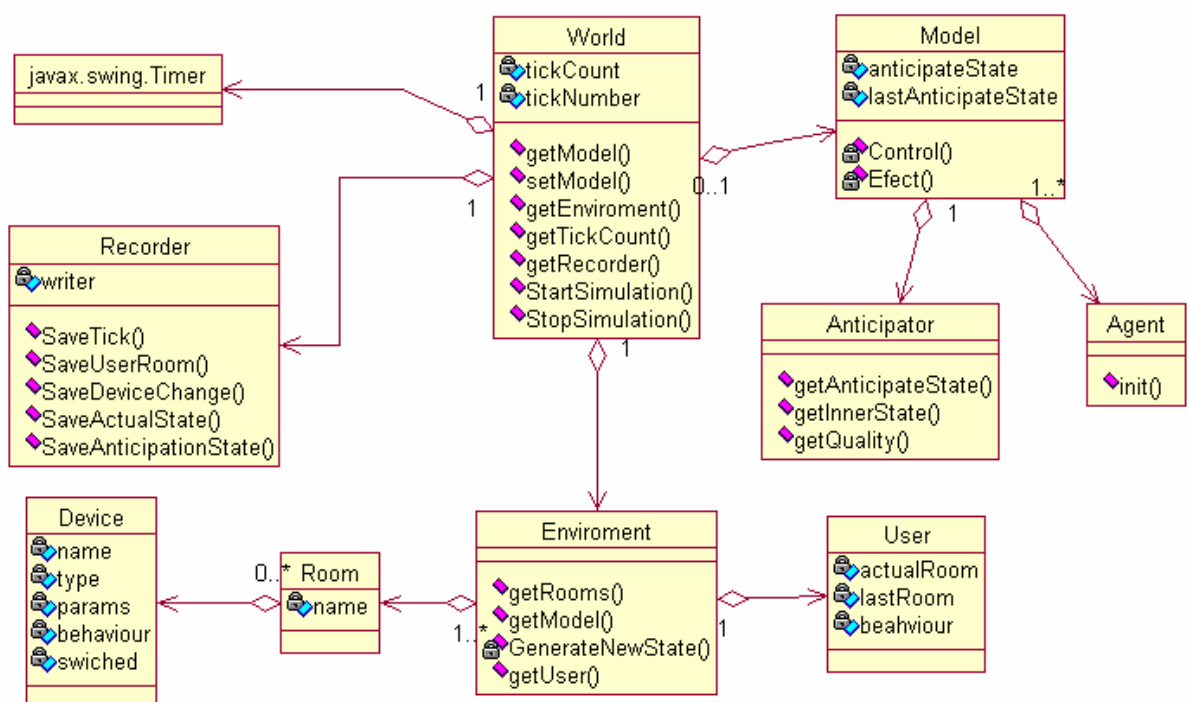 World
tickCount
tickNumber
getModel()
setModel()
getEnviroment()
getTickCount()
getRecorder()
StartSimulation()
StopSimulation()
Model
anticipateState
lastAnticipateState
Control()
Efect()
javax.swing.Timer
1
1
0..1
1
1..*
1
Recorder
writer
SaveTick()
SaveUserRoom()
SaveDeviceChange()
SaveActualState()
SaveAnticipationState()
Anticipator
getAnticipateState()
getInnerState()
getQuality()
Agent
init()
Device
name
type
params
behaviour
swiched
0..*
Room
name
1..*
Enviroment
getRooms()
getModel()
GenerateNewState()
getUser()
1
User
actualRoom
lastRoom
beahviour